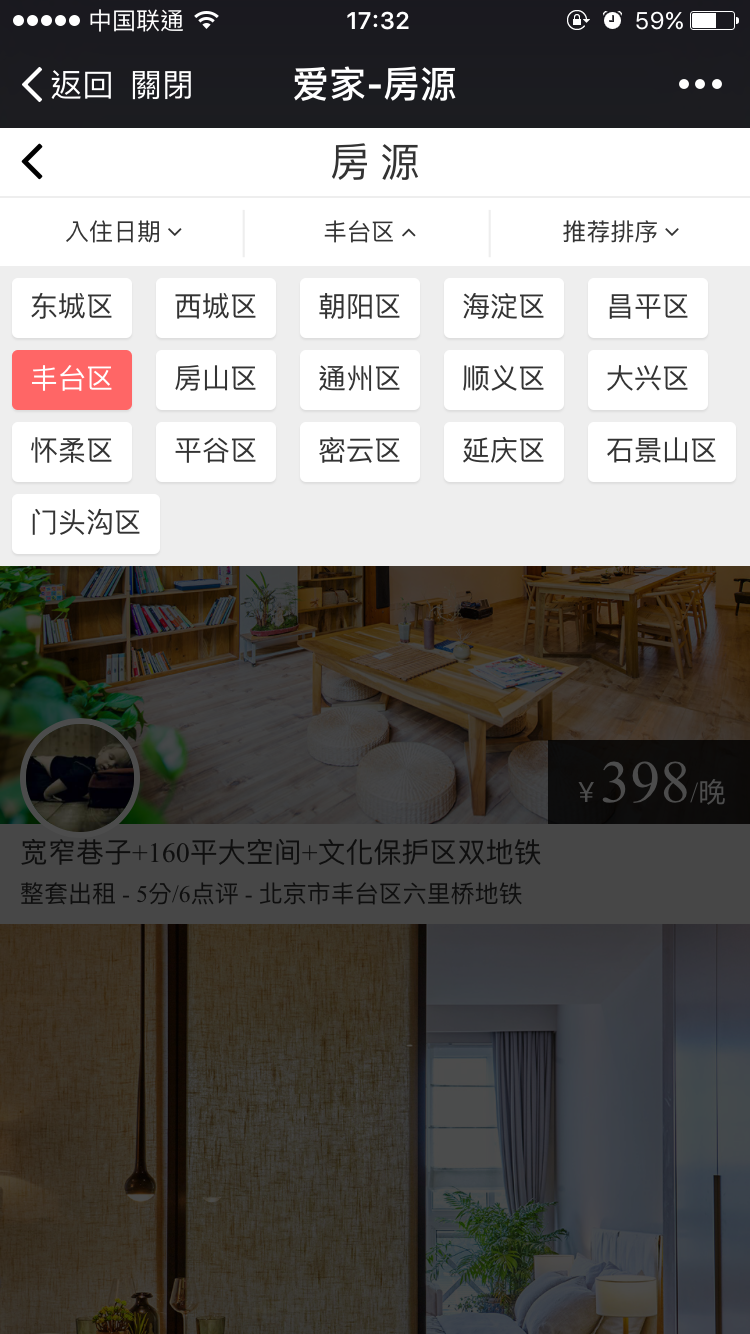 中国联通 17:32 59%
返回 關閉 爱家-房源
房 源
入住日期 丰台区 推荐排序
东城区 西城区 朝阳区 海淀区 昌平区
丰台区 房山区 通州区 顺义区 大兴区
怀柔区 平谷区 密云区 延庆区 石景山区
门头沟区
¥398/晚
宽窄巷子+160平大空间+文化保护区双地铁
整套出租 - 5分/6点评 - 北京市丰台区六里桥地铁